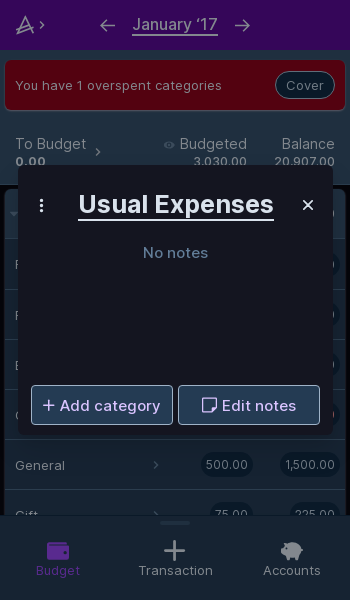 January ‘17
You have 1 overspent categories
Cover
To Budget
Budgeted
Balance
0.00
3,030.00
20,907.00
Usual Expenses
No notes
Add category
Edit notes
General
500.00
1,500.00
Gift
75.00
225.00
Budget
Transaction
Accounts